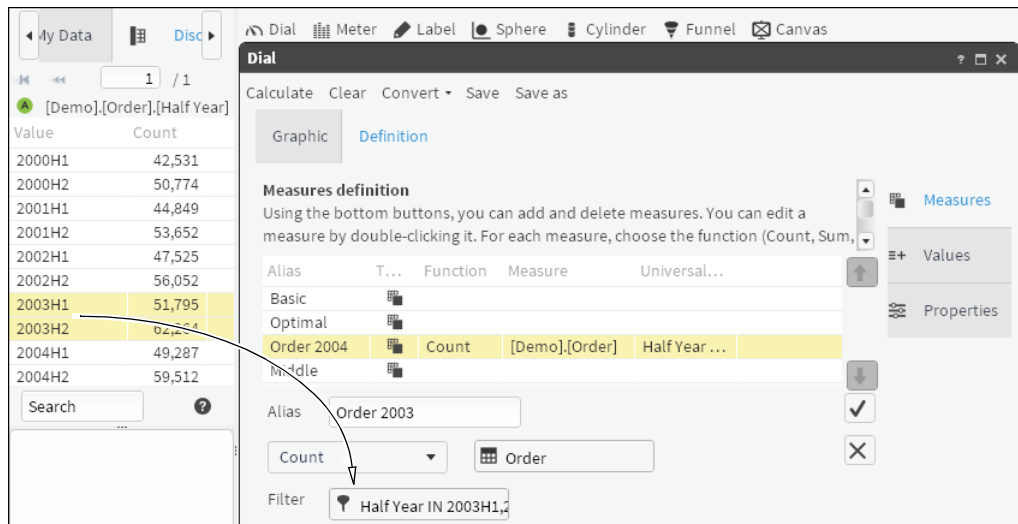 My Data Disc
1 / 1
A [Demo].[Order].[Half Year]
Value Count
2000H1 42,531
2000H2 50,774
2001H1 44,849
2001H2 53,652
2002H1 47,525
2002H2 56,052
2003H1 51,795
2003H2 62,264
2004H1 49,287
2004H2 59,512
Search ?
Dial Meter Label Sphere Cylinder Funnel Canvas
Dial ?
Calculate Clear Convert Save Save as
Graphic Definition
Measures definition
Using the bottom buttons, you can add and delete measures. You can edit a
measure by double-clicking it. For each measure, choose the function (Count, Sum,
Alias T... Function Measure Universal...
Basic
Optimal
Order 2004 Count [Demo].[Order] Half Year ...
Middle
Alias Order 2003
Count Order
Filter Half Year IN 2003H1,2
Measures
Values
Properties